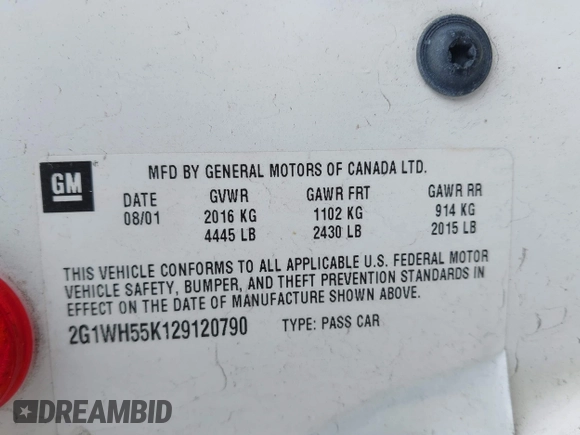 GM
MFD BY GENERAL MOTORS OF CANADA LTD.
DATE GVWR GAWR FRT GAWR RR
08/01 2016 KG 1102 KG 914 KG
4445 LB 2430 LB 2015 LB
THIS VEHICLE CONFORMS TO ALL APPLICABLE U.S. FEDERAL MOTOR
VEHICLE SAFETY, BUMPER, AND THEFT PREVENTION STANDARDS IN
EFFECT ON THE DATE OF MANUFACTURE SHOWN ABOVE.
2G1WH55K129120790 TYPE: PASS CAR
DREAMBID